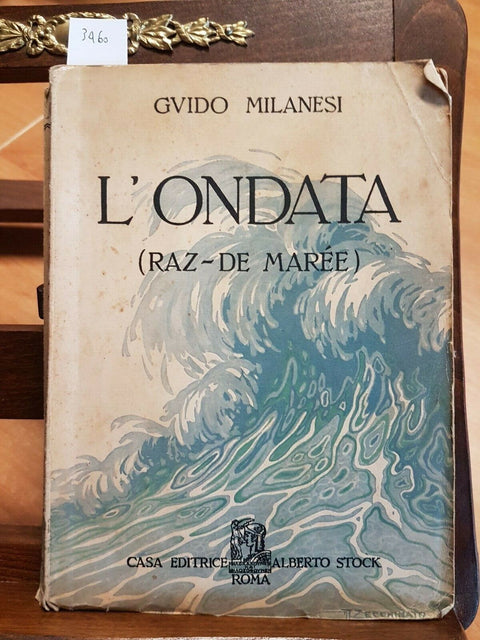 3460
GVIDO MILANESI
L'ONDATA
(RAZ-DE MARÉE)
CASA EDITRICE ALBERTO STOCK
ROMA